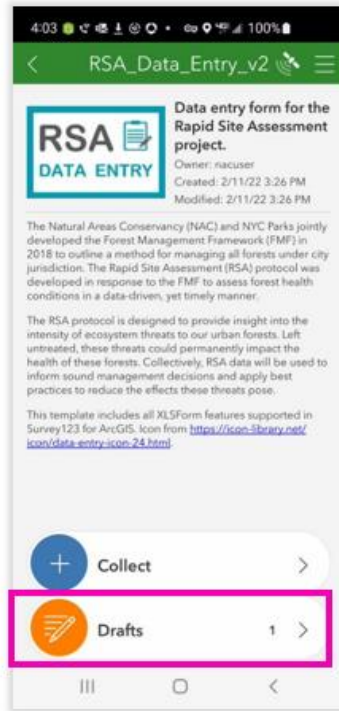 4:03 100%
RSA_Data_Entry_v2
RSA
DATA ENTRY
Data entry form for the
Rapid Site Assessment
project.
Owner: nacuser
Created: 2/11/22 3:26 PM
Modified: 2/11/22 3:26 PM
The Natural Areas Conservancy (NAC) and NYC Parks jointly
developed the Forest Management Framework (FMF) in
2018 to outline a method for managing all forests under city
jurisdiction. The Rapid Site Assessment (RSA) protocol was
developed in response to the FMF to assess forest health
conditions in a data-driven, yet timely manner.
The RSA protocol is designed to provide insight into the
intensity of ecosystem threats to our urban forests. Left
untreated, these threats could permanently impact the
health of these forests. Collectively, RSA data will be used to
inform sound management decisions and apply best
practices to reduce the effects these threats pose.
This template includes all XLSForm features supported in
Survey123 for ArcGIS. Icon from https://icon-library.net/
icon/data-entry-icon-24.html.
Collect
Drafts 1